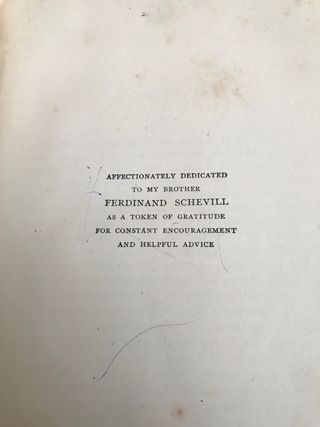 AFFECTIONATELY DEDICATED
TO MY BROTHER
FERDINAND SCHEVILL
AS A TOKEN OF GRATITUDE
FOR CONSTANT ENCOURAGEMENT
AND HELPFUL ADVICE